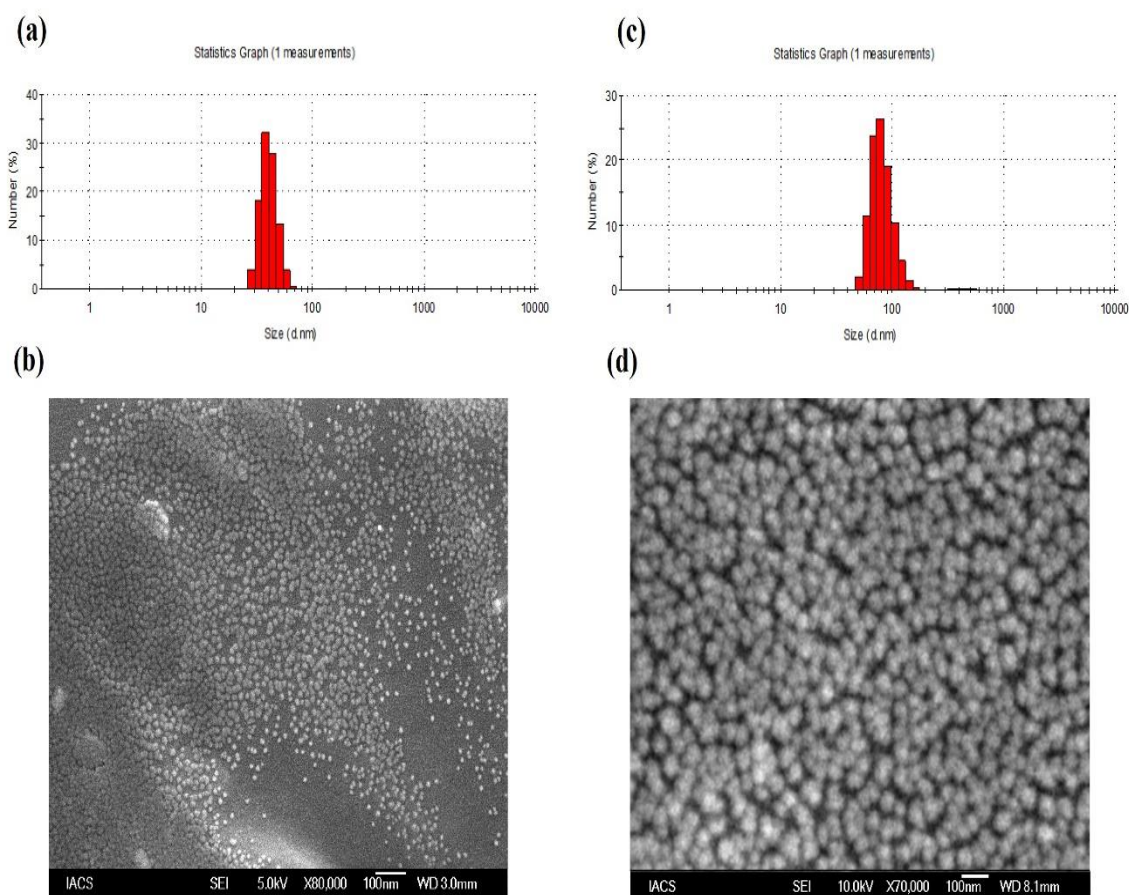 (a)
Statistics Graph (1 measurements)
40
30
20
10
0
Number (%)
1 10 100 1000 10000
Size (d.nm)
(c)
Statistics Graph (1 measurements)
30
20
10
0
Number (%)
1 10 100 1000 10000
Size (d.nm)
(b)
IACS SEI 5.0kV X80,000 100nm WD 3.0mm
(d)
IACS SEI 10.0kV X70,000 100nm WD 8.1mm